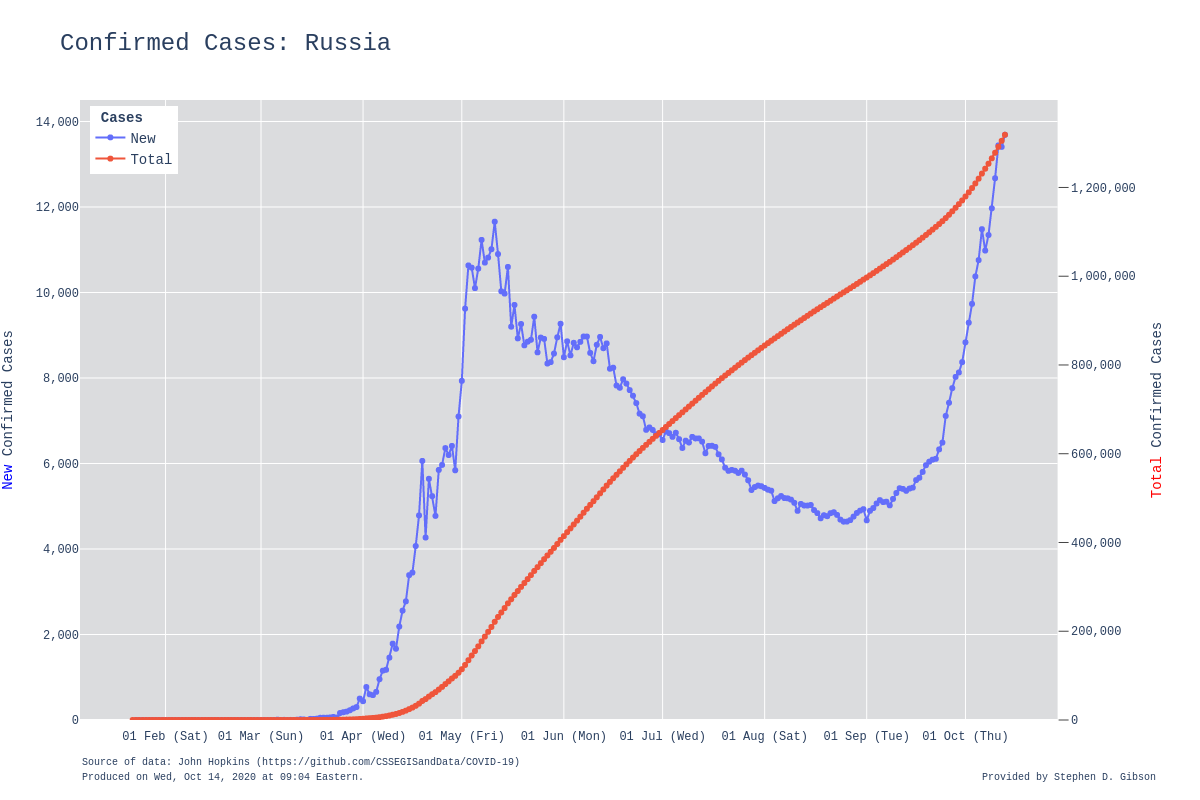 Confirmed Cases: Russia
Cases
New
Total
14,000
12,000
10,000
8,000
6,000
4,000
2,000
0
New Confirmed Cases
1,200,000
1,000,000
800,000
600,000
400,000
200,000
0
Total Confirmed Cases
01 Feb (Sat) 01 Mar (Sun) 01 Apr (Wed) 01 May (Fri) 01 Jun (Mon) 01 Jul (Wed) 01 Aug (Sat) 01 Sep (Tue) 01 Oct (Thu)
Source of data: John Hopkins (https://github.com/CSSEGISandData/COVID-19)
Produced on Wed, Oct 14, 2020 at 09:04 Eastern.
Provided by Stephen D. Gibson